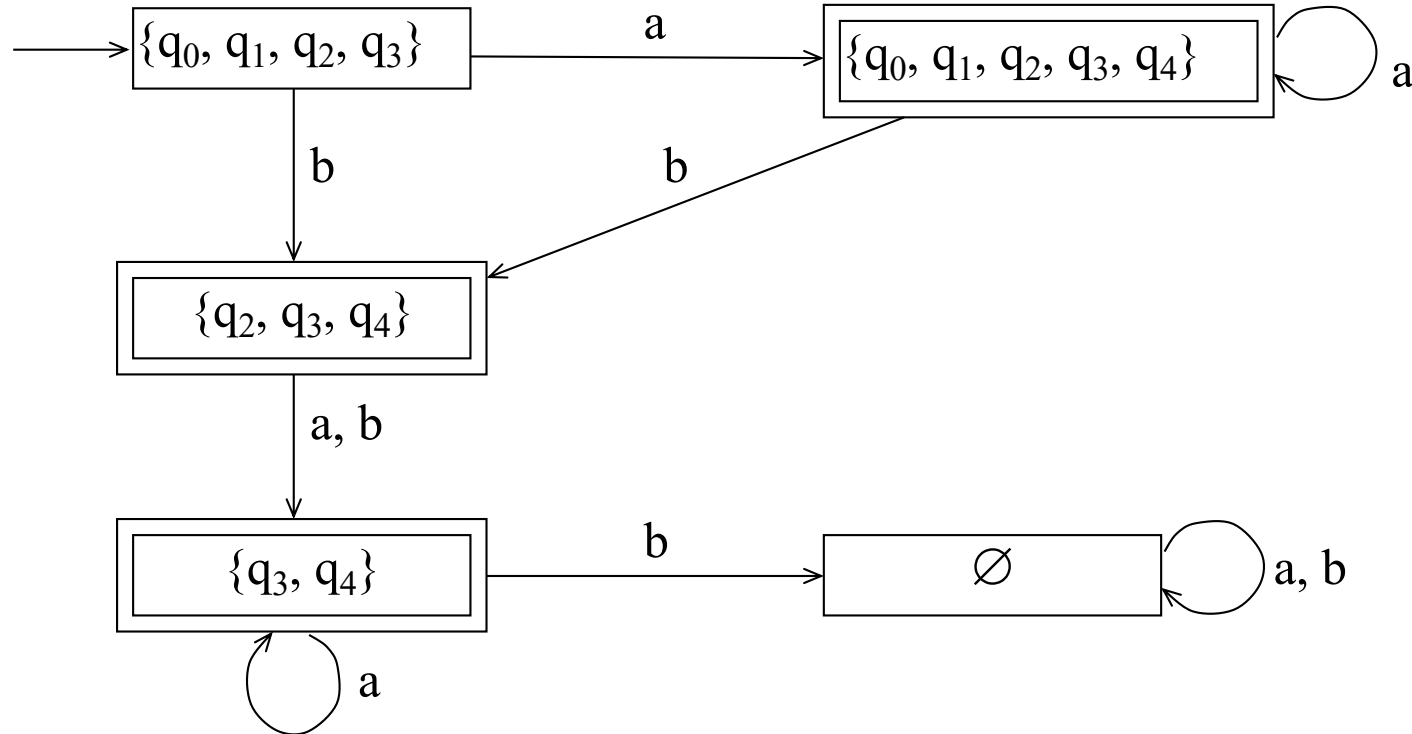 {q₀, q₁, q₂, q₃}
a
{q₀, q₁, q₂, q₃, q₄}
a
b
b
{q₂, q₃, q₄}
a, b
{q₃, q₄}
b
∅
a, b
a